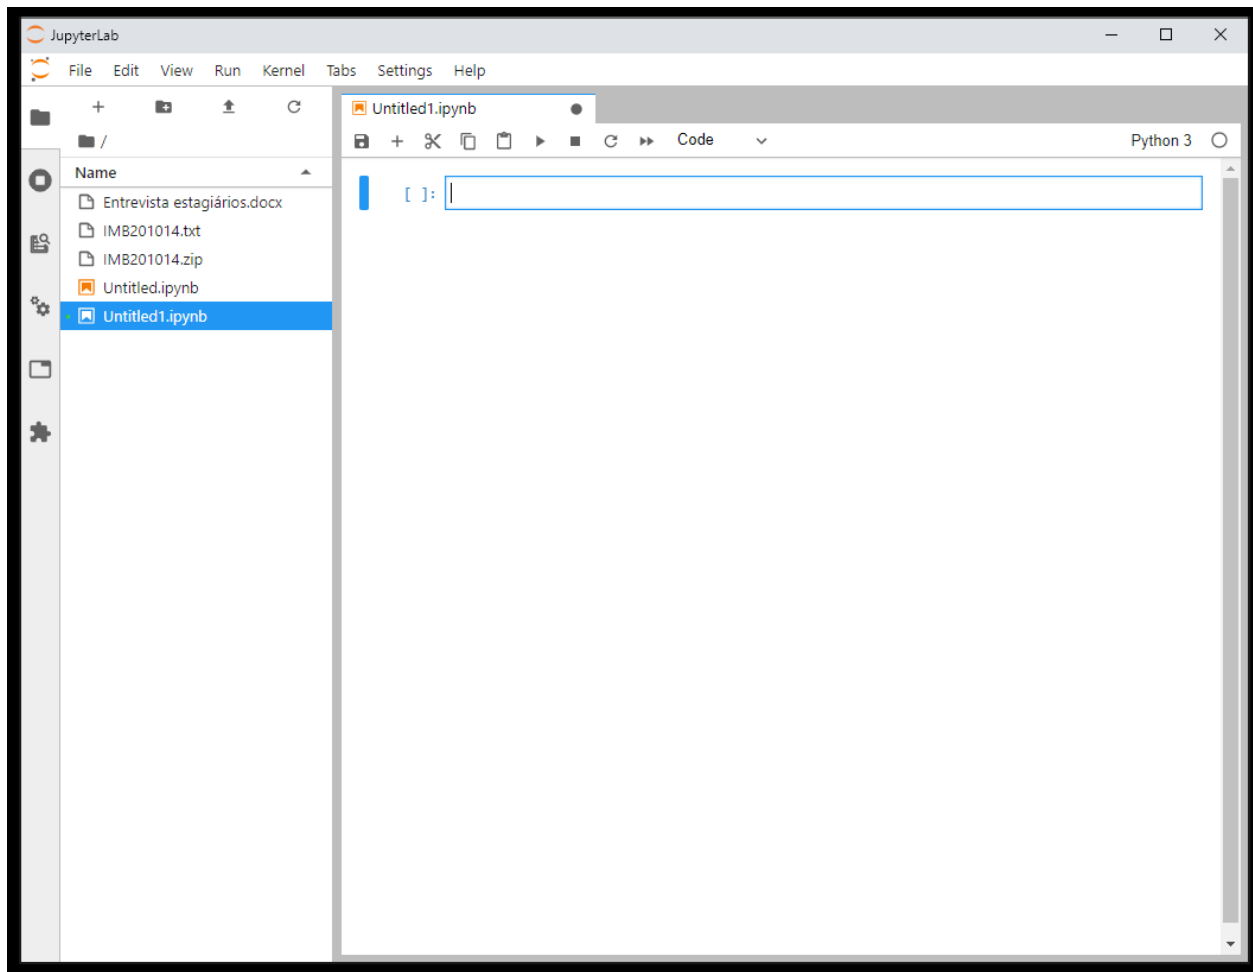 JupyterLab
File Edit View Run Kernel Tabs Settings Help
Untitled1.ipynb
/
Code
Python 3
Name
Entrevista estagiários.docx
IMB201014.txt
IMB201014.zip
Untitled.ipynb
Untitled1.ipynb
[ ]: